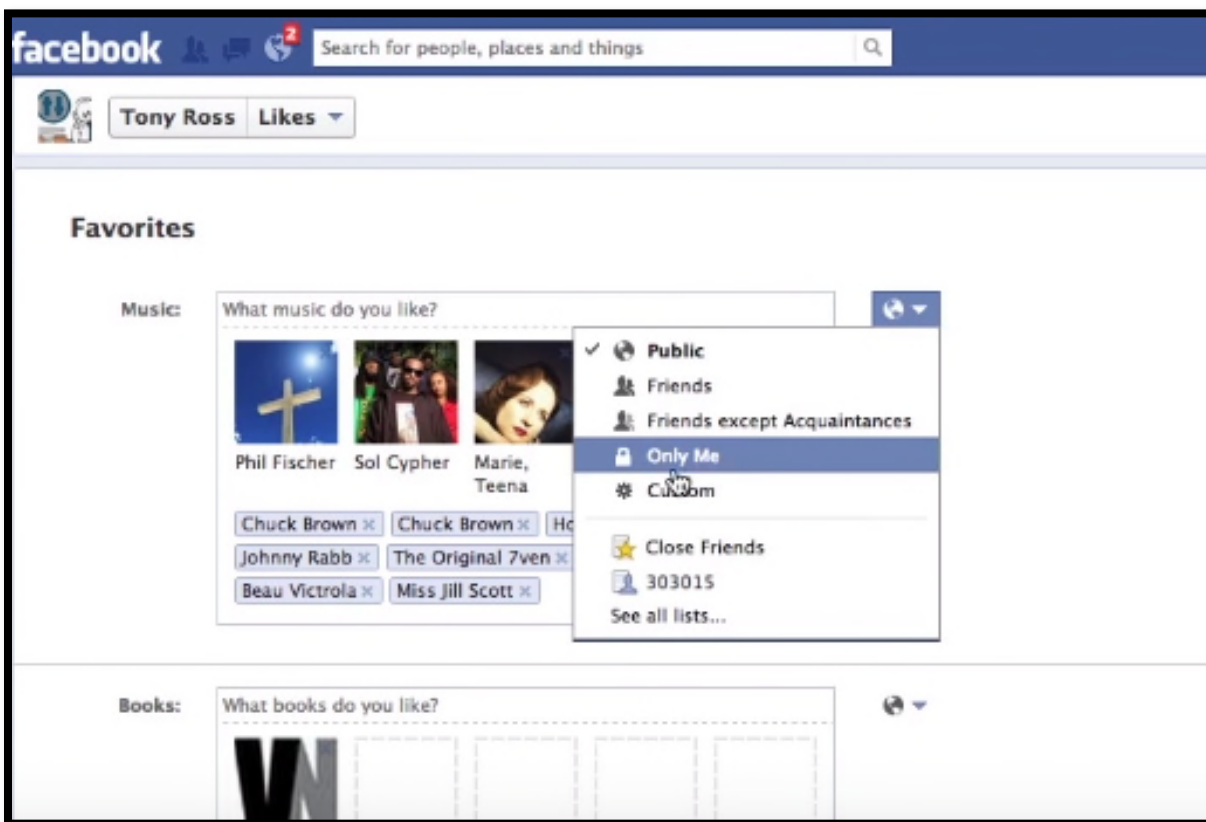 facebook 2 Search for people, places and things
Tony Ross Likes
Favorites
Music: What music do you like?
Public
Friends
Friends except Acquaintances
Only Me
Custom
Close Friends
303015
See all lists...
Phil Fischer Sol Cypher Marie,
Teena
Chuck Brown × Chuck Brown × Ho
Johnny Rabb × The Original 7ven ×
Beau Victrola × Miss Jill Scott ×
Books: What books do you like?